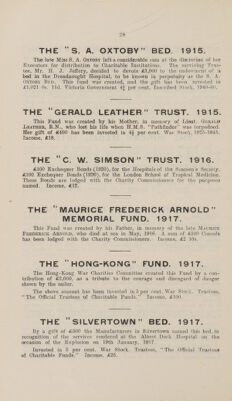 28
THE "S. A. OXTOBY" BED. 1915.
The late Miss S. A. OXTOBY left a considerable sum at the discretion of her
Executors for distribution to Charitable Institutions. The surviving Trus-
tee, Mr. H. J. Jeffery, decided to devote £1,000 to the endowment of a
bed in the Dreadnought Hospital, to be known in perpetuity as the S. A.
OXTOBY BED. This fund was created, and the gift has been invested in
Victoria Government 4¾ per cent. Inscribed Stock, 1940-60.
THE "GERALD LEATHER" TRUST. 1915.
This Fund was created by his Mother, in memory of Lieut. GERALD
LEATHER, R.N., who lost his life when H.M.S. "Pathfinder" was torpedoed.
Her gift of £400 has been invested in 4½ per cent. War Stock, 1925-1945.
Income, £18.
THE "C. W. SIMSON" TRUST. 1916.
£100 Exchequer Bonds (1920), for the Hospitals of the Seamen's Society.
£100 Exchequer Bonds (1920), for the London School of Tropical Medicine.
These Bonds are lodged with the Charity Commissioners for the purposes
named. Income, £12.
THE "MAURICE FREDERICK ARNOLD"
MEMORIAL FUND. 1917.
This Fund was created by his Father, in memory of the late MAURICE
FREDERICK ARNOLD, who died at sea in May, 1916. A sum of £50 Consols
has been lodged with the Charity Commissioners. Income, £2 10s.
THE "HONG-KONG" FUND. 1917.
The Hong-Kong War Charities Committee created this Fund by a con-
tribution of £2,000, as a tribute to the courage and disregard of danger
shown by the sailor.
The above amount has been invested in 5 per cent. War Stock. Trustees,
"The Official Trustees of Charitable Funds." Income, £100.
THE "SILVERTOWN" BED. 1917.
By a gift of £500 the Manufacturers in Silvertown named this bed, in
recognition of the services rendered at the Albert Dock Hospital on the
occasion of the Explosion on 19th January, 1917.
Invested in 5 per cent. War Stock. Trustees, "The Official Trustees
of Charitable Funds." Income, £25.